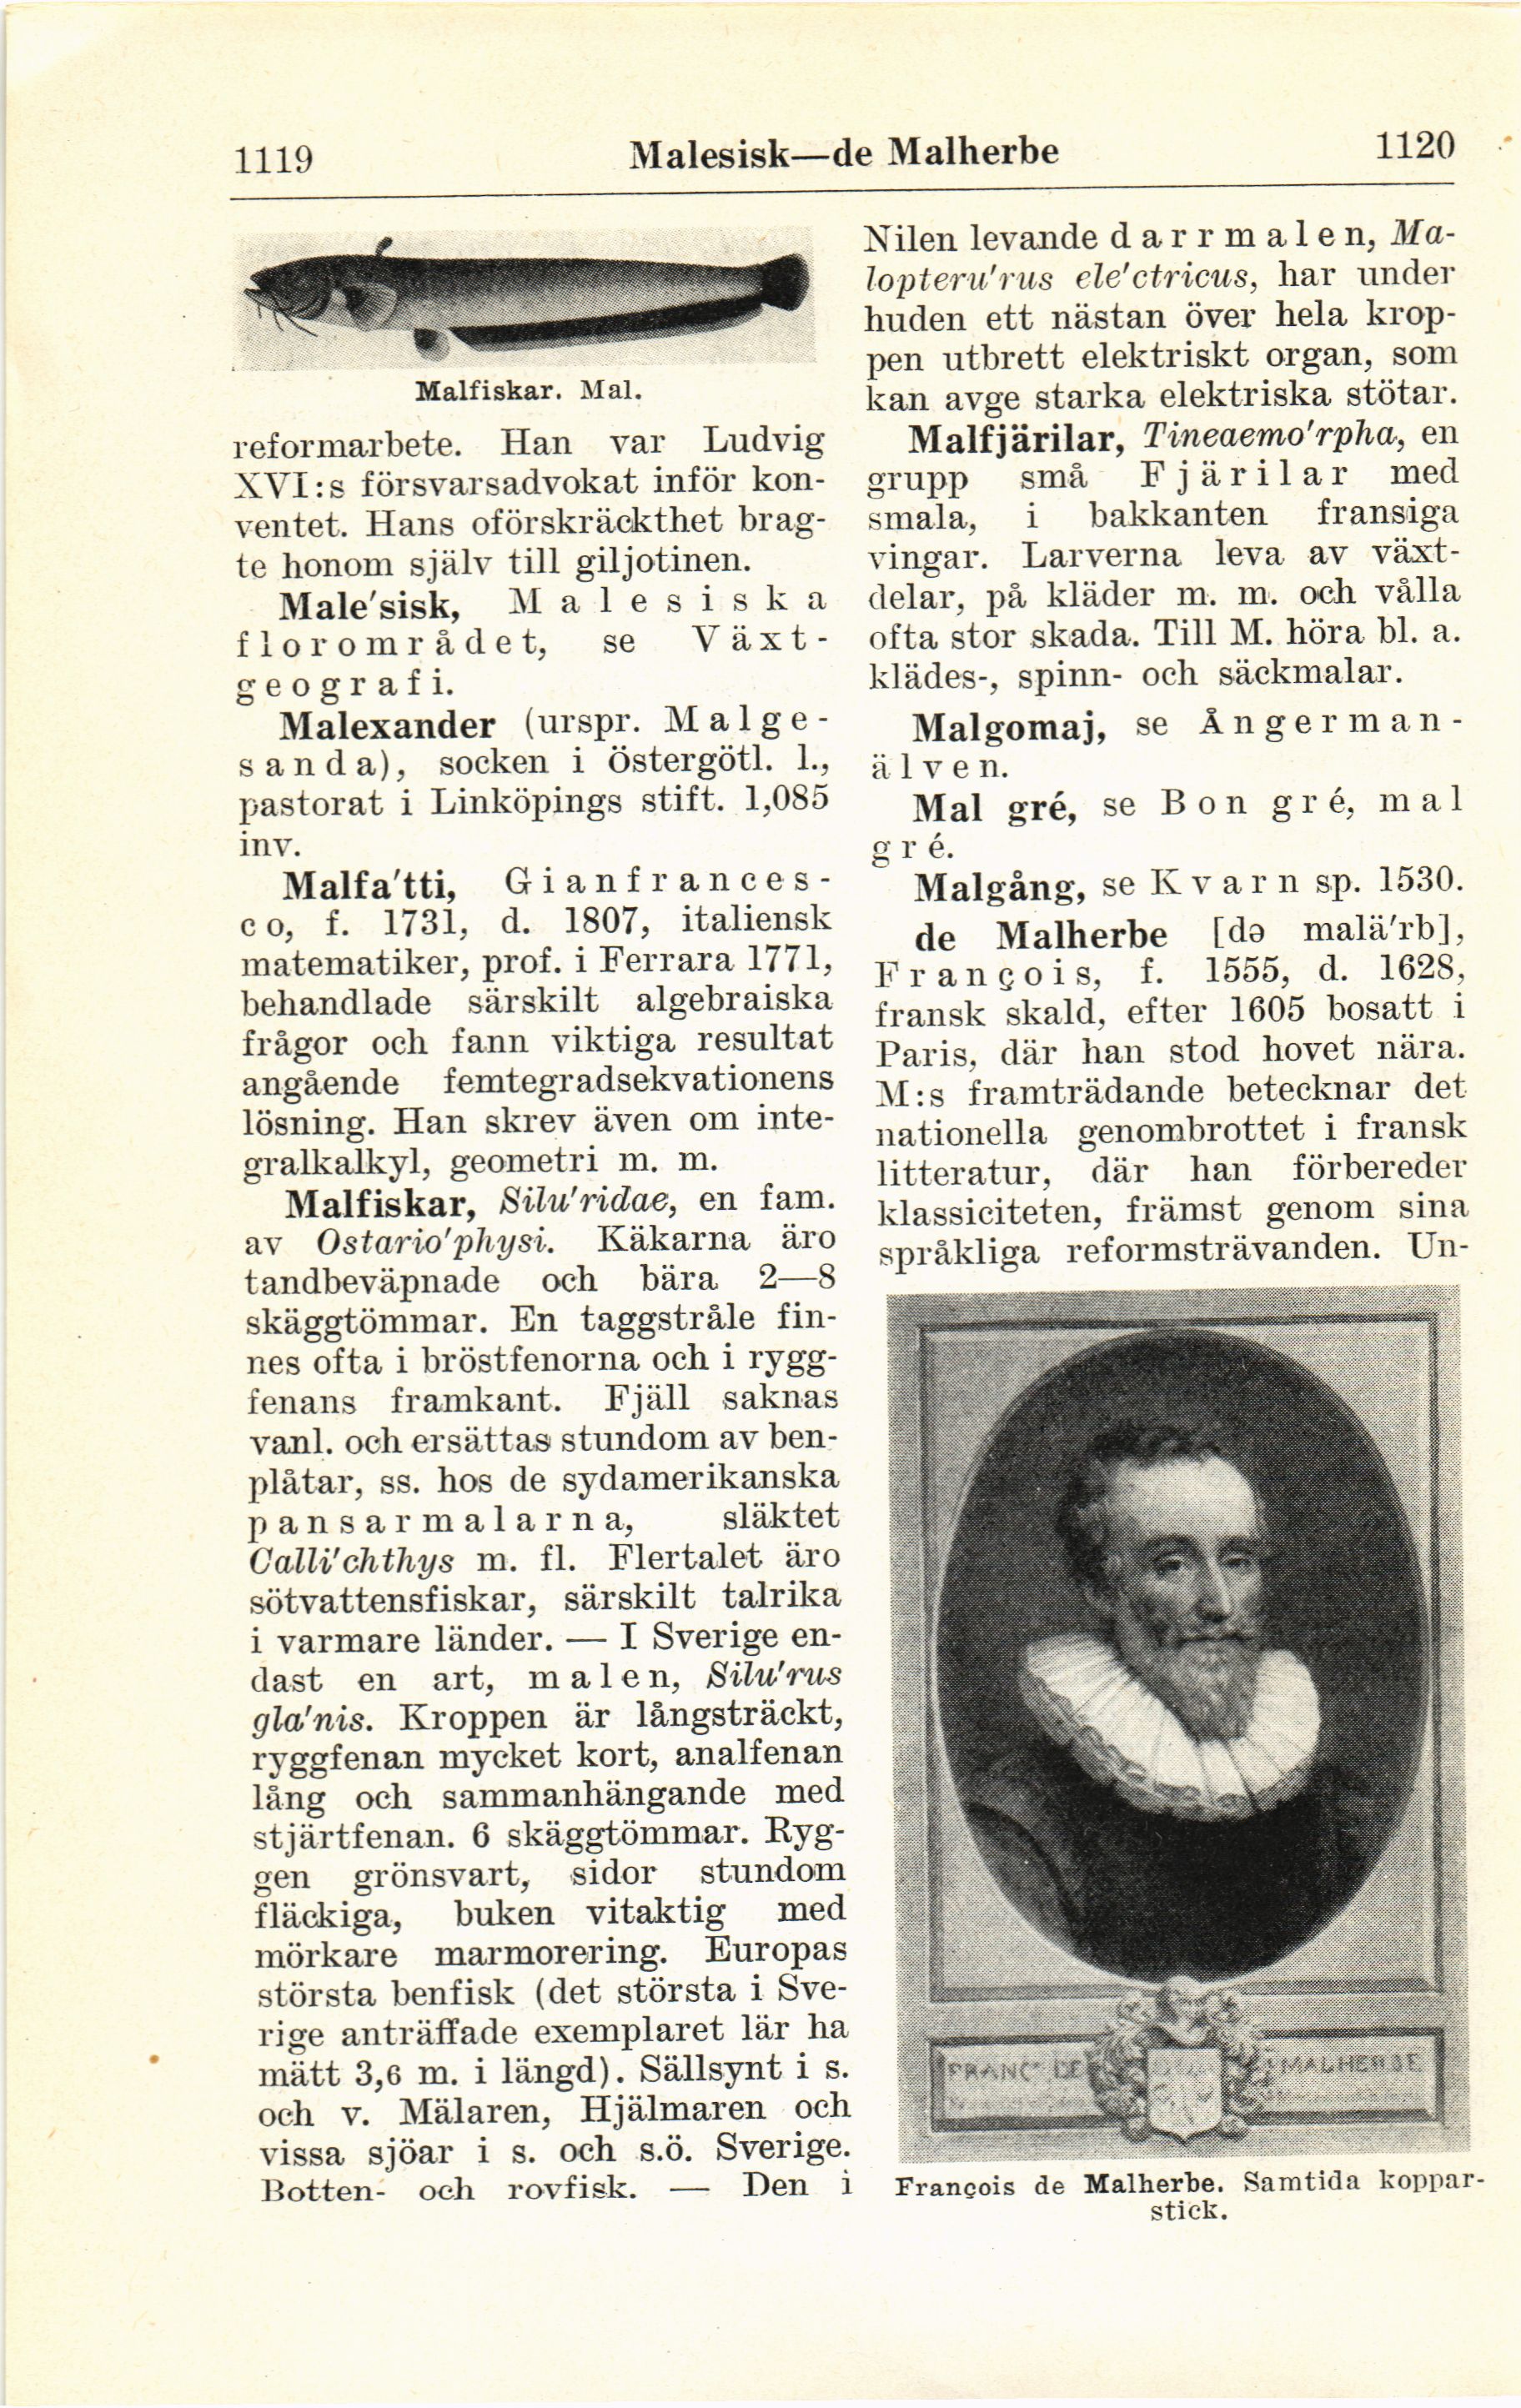 1119
Malesisk—de Malherbe
1120
Malfiskar. Mal.
reformarbete. Han var Ludvig
XVI:s försvarsadvokat inför kon-
ventet. Hans oförskräckthet brag-
te honom själv till giljotinen.
Male'sisk, Malesiska
florområdet, se Växt-
geografi.
Malexander (urspr. Malge-
sanda), socken i Östergötl. l.,
pastorat i Linköpings stift. 1,085
inv.
Malfa'tti, Gianfrances-
co, f. 1731, d. 1807, italiensk
matematiker, prof. i Ferrara 1771,
behandlade särskilt algebraiska
frågor och fann viktiga resultat
angående femtegradsekvationens
lösning. Han skrev även om inte-
gralkalkyl, geometri m. m.
Malfiskar, Silu'ridae, en fam.
av Ostario'physi. Käkarna äro
tandbeväpnade och bära 2—8
skäggtömmar. En taggstråle fin-
nes ofta i bröstfenorna och i rygg-
fenans framkant. Fjäll saknas
vanl. och ersättas stundom av ben-
plåtar, ss. hos de sydamerikanska
pansarmalarna, släktet
Calli'chthys m. fl. Flertalet äro
sötvattensfiskar, särskilt talrika
i varmare länder. — I Sverige en-
dast en art, malen, Silu'rus
gla'nis. Kroppen är långsträckt,
ryggfenan mycket kort, analfenan
lång och sammanhängande med
stjärtfenan. 6 skäggtömmar. Ryg-
gen grönsvart, sidor stundom
fläckiga, buken vitaktig med
mörkare marmorering. Europas
största benfisk (det största i Sve-
rige anträffade exemplaret lär ha
mätt 3,6 m. i längd). Sällsynt i s.
och v. Mälaren, Hjälmaren och
vissa sjöar i s. och s.ö. Sverige.
Botten- och rovfisk. — Den i
Nilen levande darrmalen, Ma-
lopteru'rus ele'ctricus, har under
huden ett nästan över hela krop-
pen utbrett elektriskt organ, som
kan avge starka elektriska stötar.
Malfjärilar, Tineaemo'rpha, en
grupp små Fjärilar med
smala, i bakkanten fransiga
vingar. Larverna leva av växt-
delar, på kläder m. m. och vålla
ofta stor skada. Till M. höra bl. a.
klädes-, spinn- och säckmalar.
Malgomaj, se Ångerman-
älven.
Mal gré, se Bon gré, mal
gré.
Malgång, se Kvarn sp. 1530.
de Malherbe [də malä'rb],
François, f. 1555, d. 1628,
fransk skald, efter 1605 bosatt i
Paris, där han stod hovet nära.
M:s framträdande betecknar det
nationella genombrottet i fransk
litteratur, där han förbereder
klassiciteten, främst genom sina
språkliga reformsträvanden. Un-
FRANCˢ DE MALHERBE
François de Malherbe. Samtida koppar-
stick.